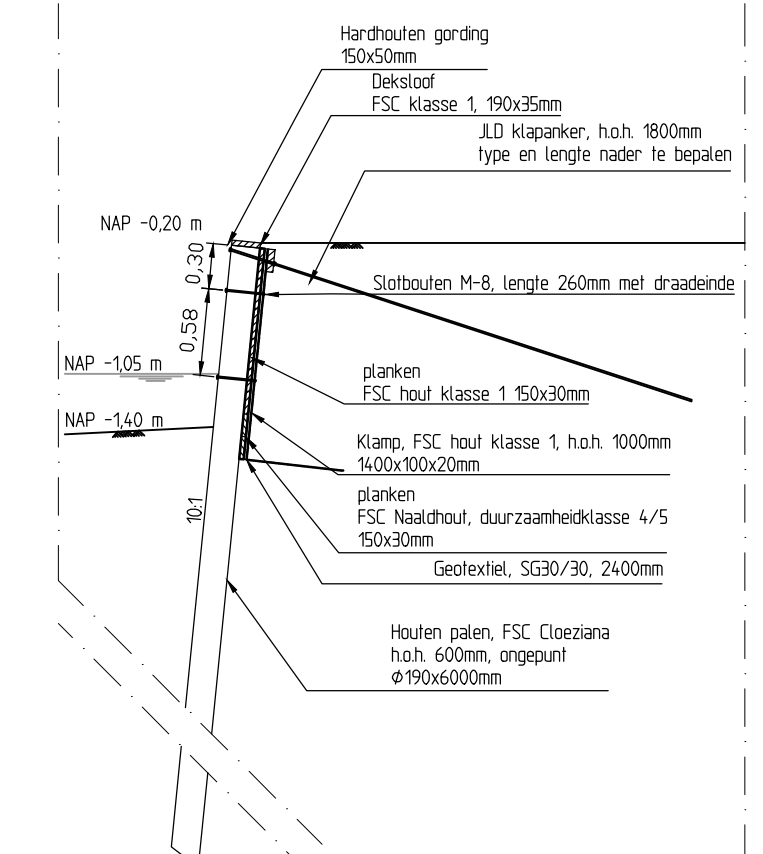 Hardhouten gording
150x50mm
Deksloof
FSC klasse 1, 190x35mm
JLD klapanker, h.o.h. 1800mm
type en lengte nader te bepalen
NAP -0,20 m
0,30
Slotbouten M-8, lengte 260mm met draadeinde
0,58
NAP -1,05 m
planken
FSC hout klasse 1 150x30mm
NAP -1,40 m
Klamp, FSC hout klasse 1, h.o.h. 1000mm
1400x100x20mm
planken
FSC Naaldhout, duurzaamheidklasse 4/5
150x30mm
10:1
Geotextiel, SG30/30, 2400mm
Houten palen, FSC Cloeziana
h.o.h. 600mm, ongepunt
Ø190x6000mm